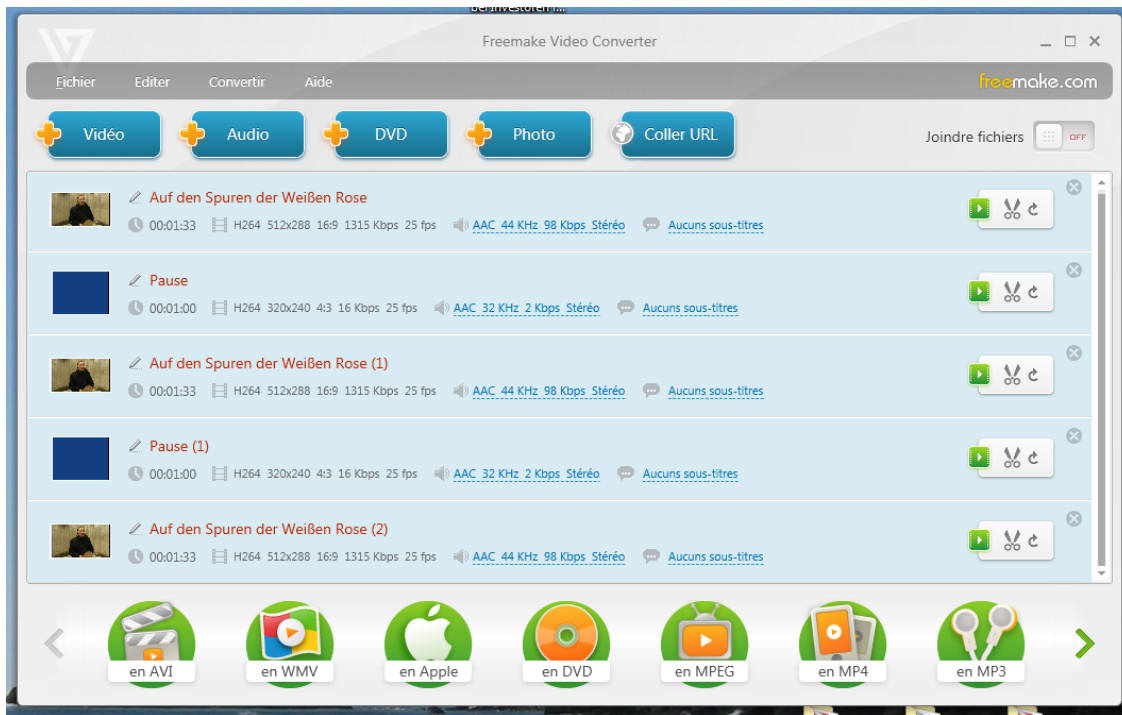 bei Investoren i...
Freemake Video Converter
Fichier Editer Convertir Aide freemake.com
Vidéo Audio DVD Photo Coller URL Joindre fichiers OFF
Auf den Spuren der Weißen Rose
00:01:33 H264 512x288 16:9 1315 Kbps 25 fps AAC 44 KHz 98 Kbps Stéréo Aucuns sous-titres
Pause
00:01:00 H264 320x240 4:3 16 Kbps 25 fps AAC 32 KHz 2 Kbps Stéréo Aucuns sous-titres
Auf den Spuren der Weißen Rose (1)
00:01:33 H264 512x288 16:9 1315 Kbps 25 fps AAC 44 KHz 98 Kbps Stéréo Aucuns sous-titres
Pause (1)
00:01:00 H264 320x240 4:3 16 Kbps 25 fps AAC 32 KHz 2 Kbps Stéréo Aucuns sous-titres
Auf den Spuren der Weißen Rose (2)
00:01:33 H264 512x288 16:9 1315 Kbps 25 fps AAC 44 KHz 98 Kbps Stéréo Aucuns sous-titres
en AVI en WMV en Apple en DVD en MPEG en MP4 en MP3